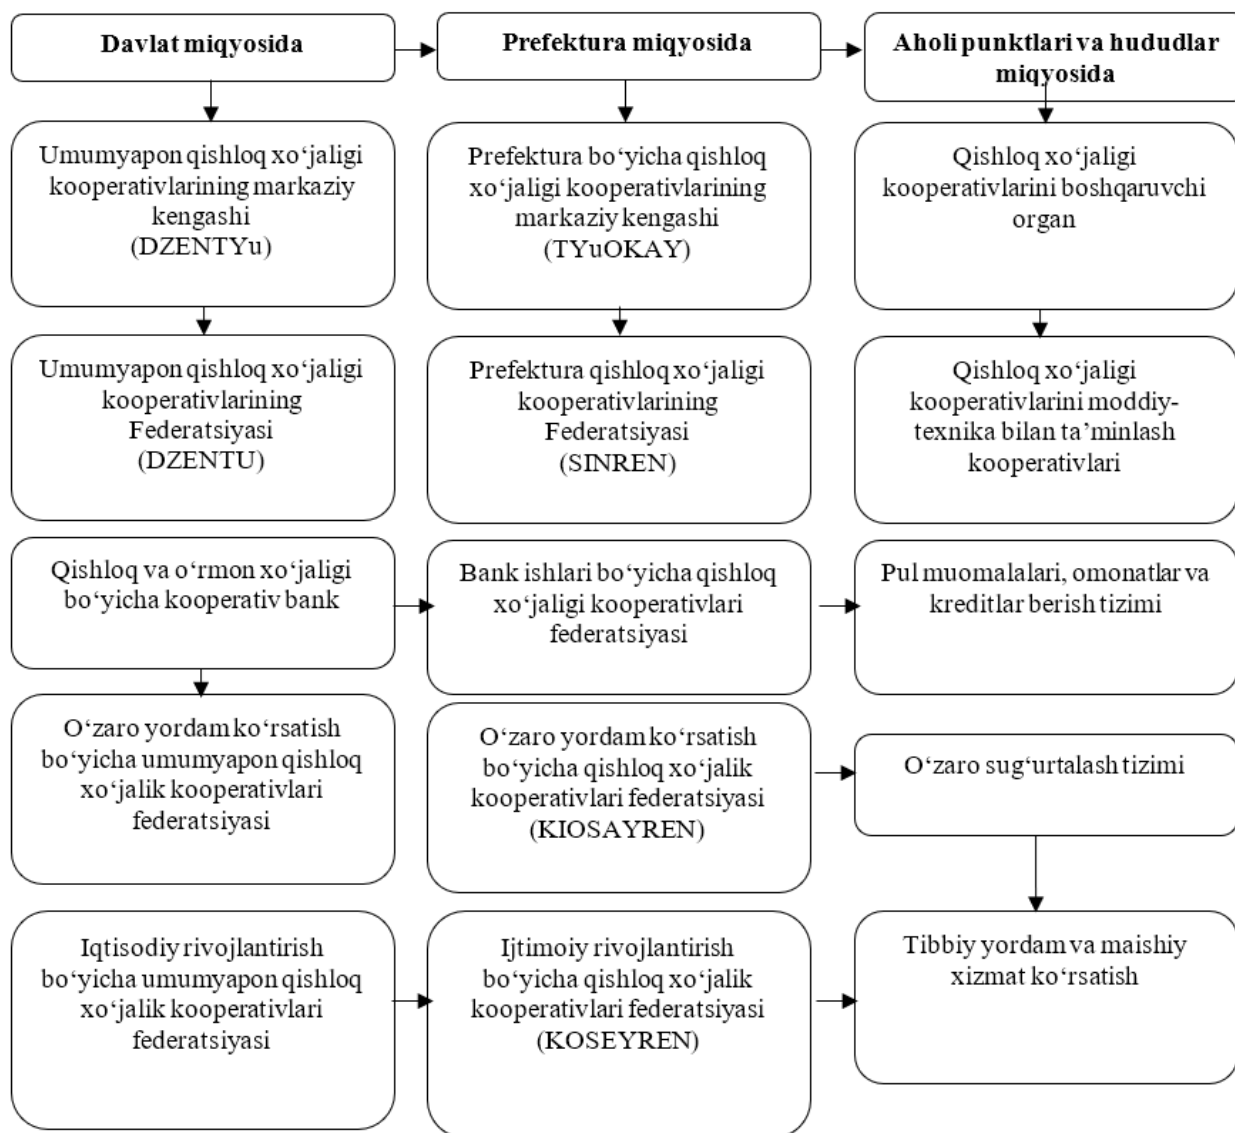 Davlat miqyosida
Prefektura miqyosida
Aholi punktlari va hududlar
miqyosida
Umumyapon qishloq xo‘jaligi
kooperativlarining markaziy
kengashi
(DZENTYu)
Prefektura bo‘yicha qishloq
xo‘jaligi kooperativlarining
markaziy kengashi
(TYuOKAY)
Qishloq xo‘jaligi
kooperativlarini boshqaruvchi
organ
Umumyapon qishloq xo‘jaligi
kooperativlarining
Federatsiyasi
(DZENTU)
Prefektura qishloq xo‘jaligi
kooperativlarining
Federatsiyasi
(SINREN)
Qishloq xo‘jaligi
kooperativlarini moddiy-
texnika bilan ta’minlash
kooperativlari
Qishloq va o‘rmon xo‘jaligi
bo‘yicha kooperativ bank
Bank ishlari bo‘yicha qishloq
xo‘jaligi kooperativlari
federatsiyasi
Pul muomalalari, omonatlar va
kreditlar berish tizimi
O‘zaro yordam ko‘rsatish
bo‘yicha umumyapon qishloq
xo‘jalik kooperativlari
federatsiyasi
O‘zaro yordam ko‘rsatish
bo‘yicha qishloq xo‘jalik
kooperativlari federatsiyasi
(KIOSAYREN)
O‘zaro sug‘urtalash tizimi
Iqtisodiy rivojlantirish
bo‘yicha umumyapon qishloq
xo‘jalik kooperativlari
federatsiyasi
Ijtimoiy rivojlantirish
bo‘yicha qishloq xo‘jalik
kooperativlari federatsiyasi
(KOSEYREN)
Tibbiy yordam va maishiy
xizmat ko‘rsatish